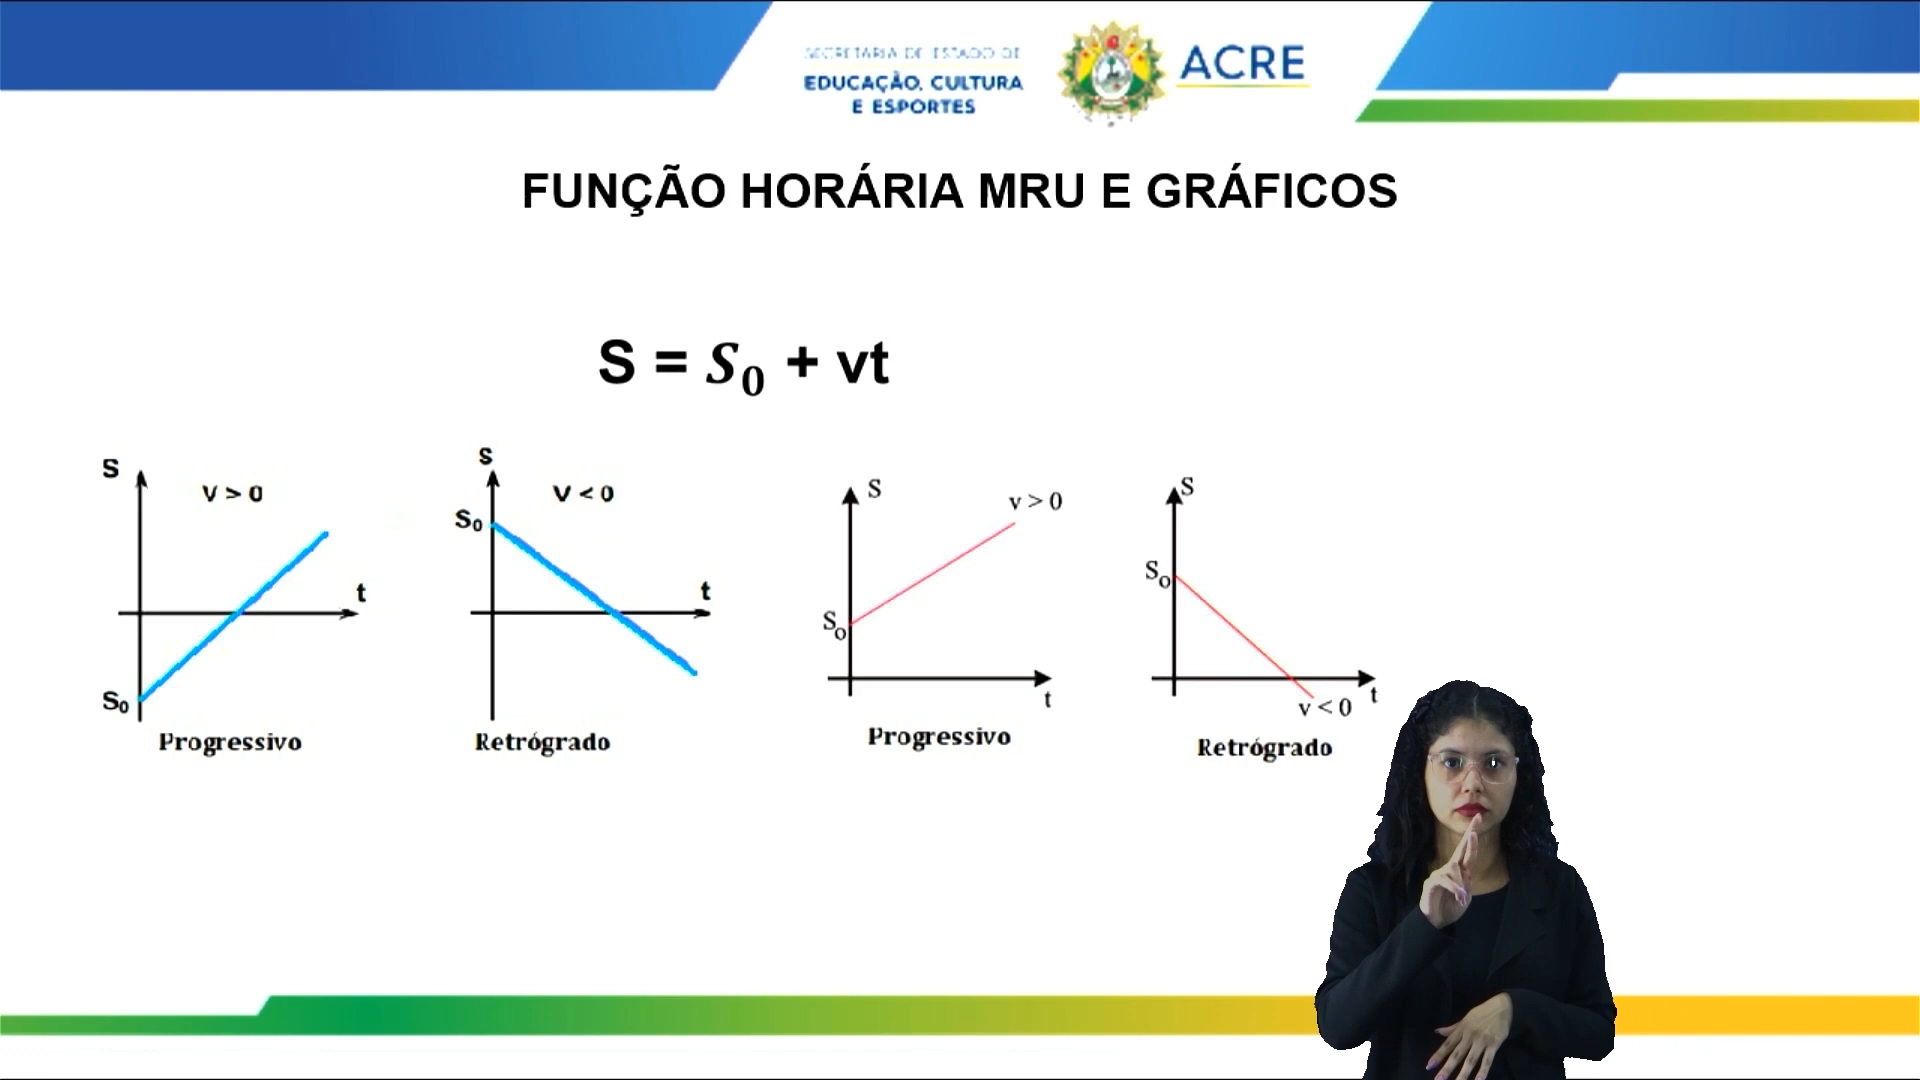 SECRETARIA DE ESTADO DE
EDUCAÇÃO, CULTURA
E ESPORTES
ACRE
FUNÇÃO HORÁRIA MRU E GRÁFICOS
S = S₀ + vt
S
V > 0
t
S₀
Progressivo
S
V < 0
S₀
t
Retrógrado
S
v > 0
S₀
t
Progressivo
S
S₀
t
v < 0
Retrógrado